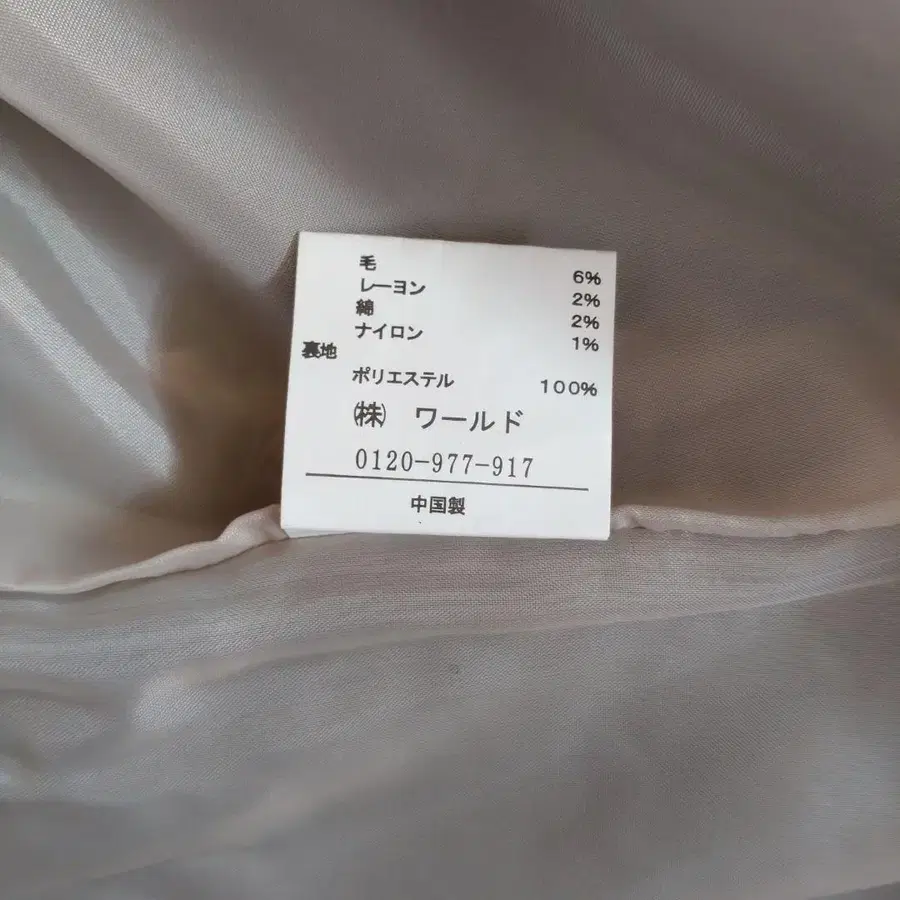 毛 6%
レーヨン 2%
綿 2%
ナイロン 1%
裏地
ポリエステル 100%
㈱ ワールド
0120-977-917
中国製